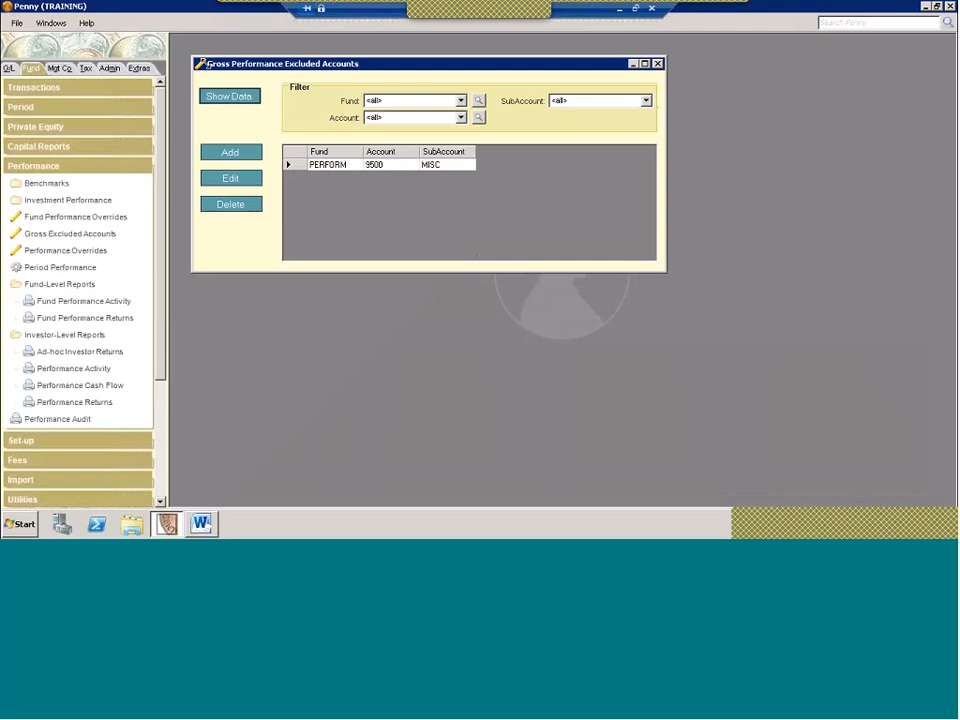 Penny (TRAINING)
File Windows Help
Search Penny
G/L Fund Mgt Co Tax Admin Extras
Transactions
Period
Private Equity
Capital Reports
Performance
Benchmarks
Investment Performance
Fund Performance Overrides
Gross Excluded Accounts
Performance Overrides
Period Performance
Fund-Level Reports
Fund Performance Activity
Fund Performance Returns
Investor-Level Reports
Ad-hoc Investor Returns
Performance Activity
Performance Cash Flow
Performance Returns
Performance Audit
Set-up
Fees
Import
Utilities
Gross Performance Excluded Accounts
Show Data
Filter
Fund: <all>
SubAccount: <all>
Account: <all>
Add
Edit
Delete
Fund Account SubAccount
PERFORM 9500 MISC
Start